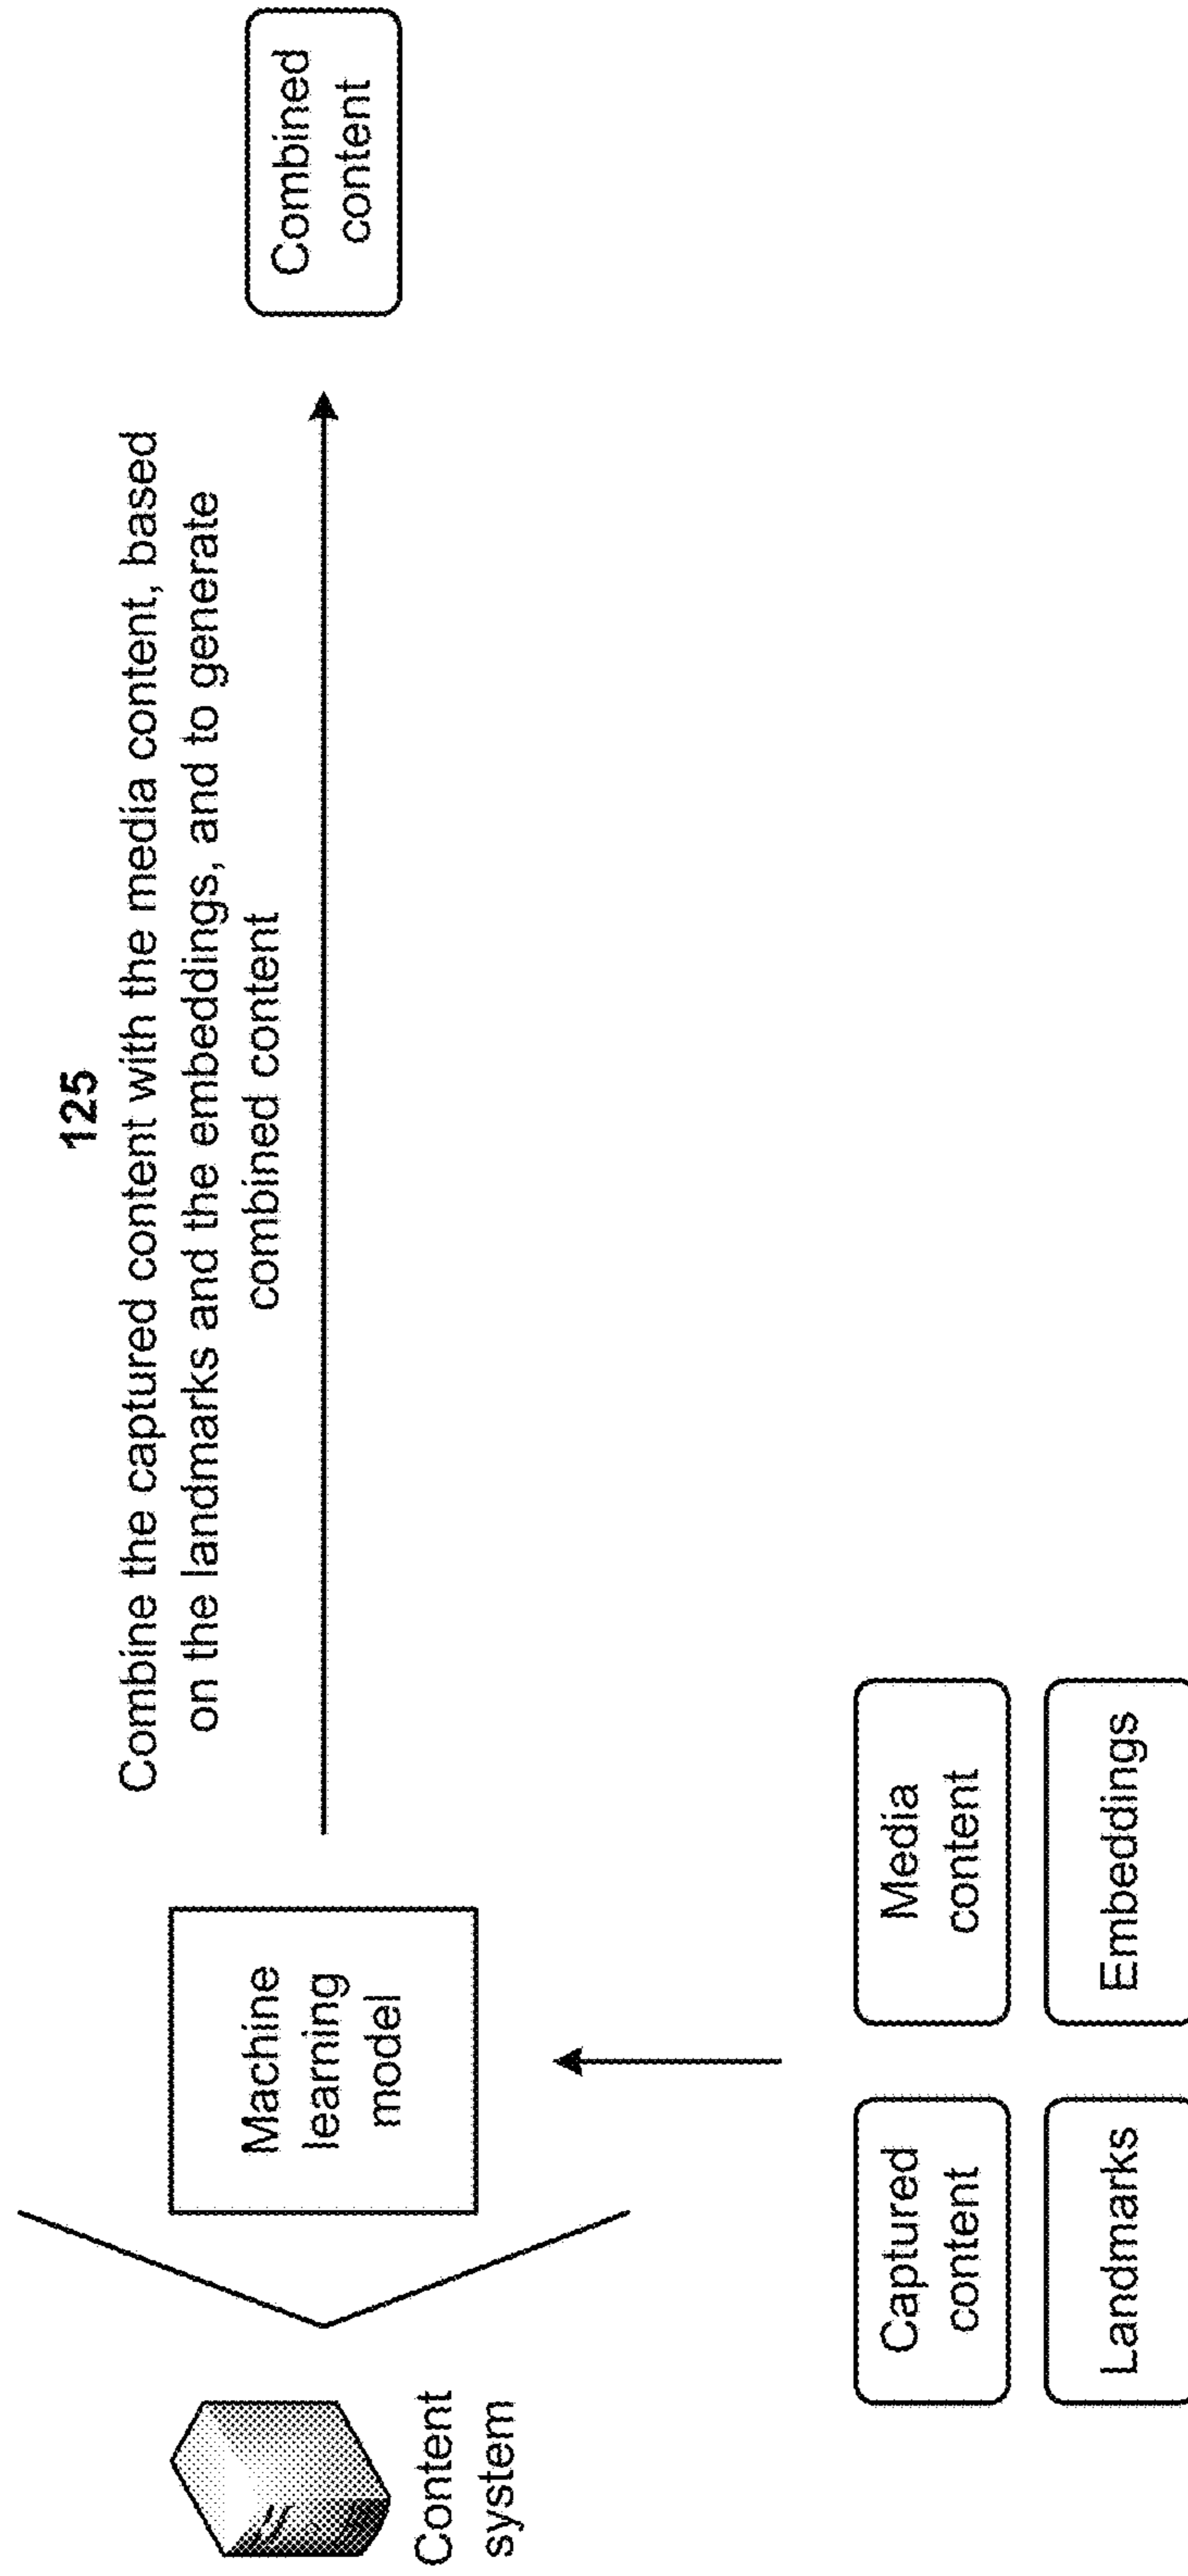 125
Combine the captured content with the media content, based
on the landmarks and the embeddings, and to generate
combined content
Content
system
Machine
learning
model
Combined
content
Captured
content
Media
content
Landmarks
Embeddings